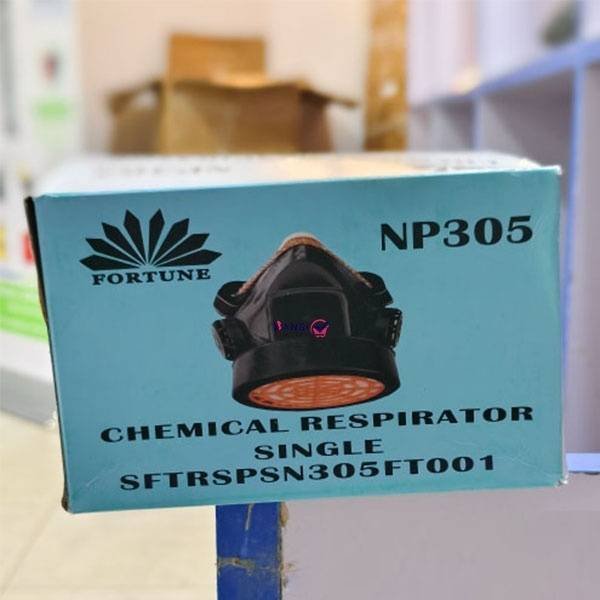 NP305
FORTUNE
CHEMICAL RESPIRATOR
SINGLE
SFTRSPSN305FT001